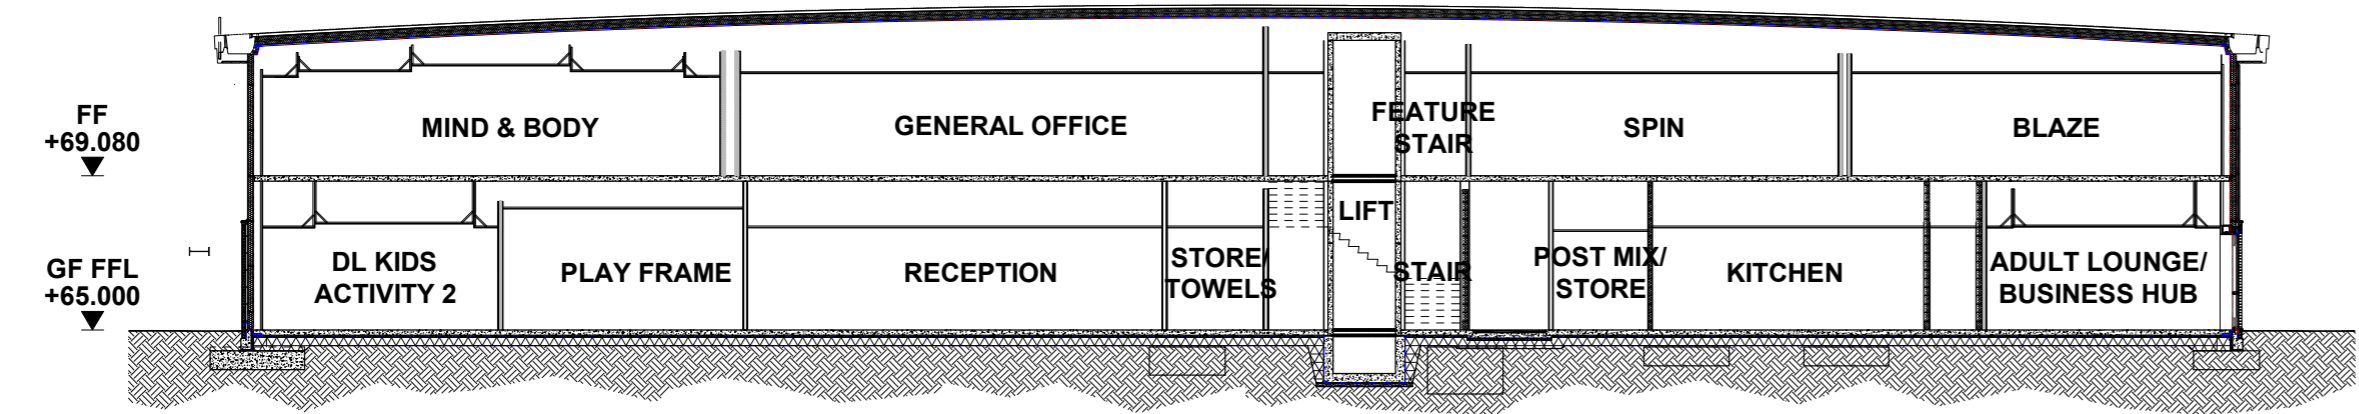 FF
+69.080
MIND & BODY
GENERAL OFFICE
FEATURE
STAIR
SPIN
BLAZE
LIFT
GF FFL
+65.000
DL KIDS
ACTIVITY 2
PLAY FRAME
RECEPTION
STORE/
TOWELS
STAIR
POST MIX/
STORE
KITCHEN
ADULT LOUNGE/
BUSINESS HUB